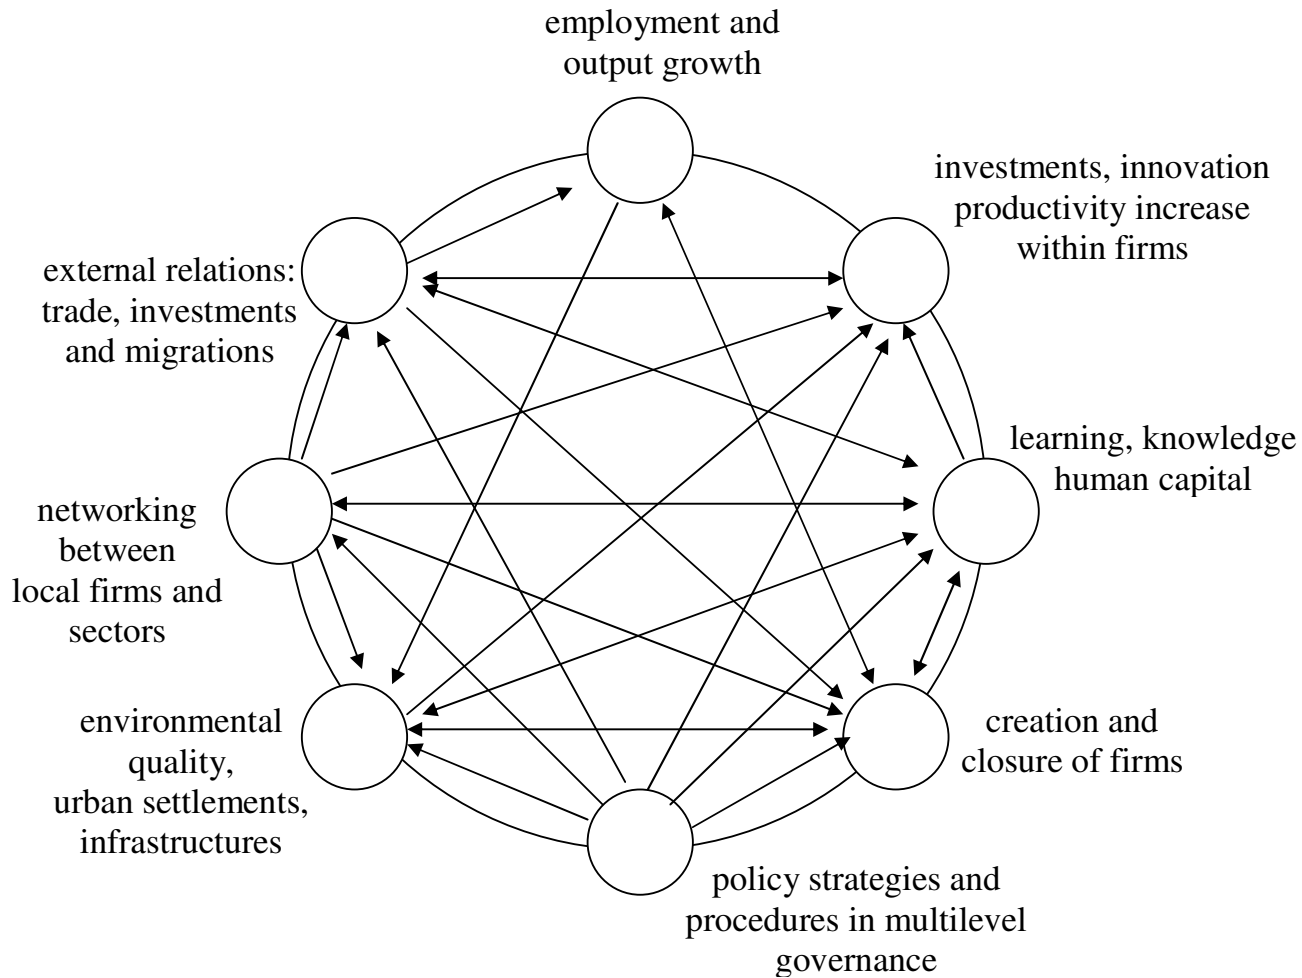 employment and
output growth
investments, innovation
productivity increase
within firms
external relations:
trade, investments
and migrations
learning, knowledge
human capital
networking
between
local firms and
sectors
environmental
quality,
urban settlements,
infrastructures
creation and
closure of firms
policy strategies and
procedures in multilevel
governance